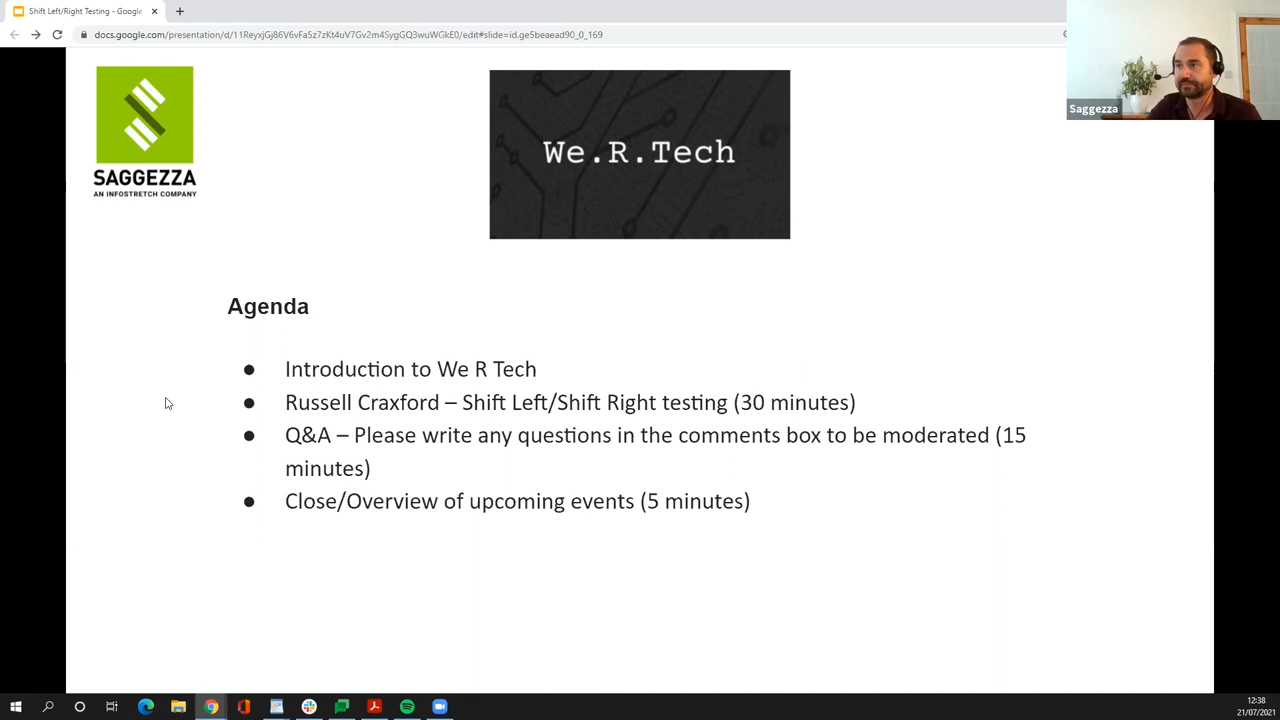 Shift Left/Right Testing - Google
docs.google.com/presentation/d/11ReyxjGj86V6vFa5z7zKt4uV7Gv2m4SygGQ3wuWGkE0/edit#slide=id.ge5beaead90_0_169
Saggezza
SAGGEZZA
AN INFOSTRETCH COMPANY
We.R.Tech
Agenda
● Introduction to We R Tech
● Russell Craxford – Shift Left/Shift Right testing (30 minutes)
● Q&A – Please write any questions in the comments box to be moderated (15
minutes)
● Close/Overview of upcoming events (5 minutes)
12:38
21/07/2021